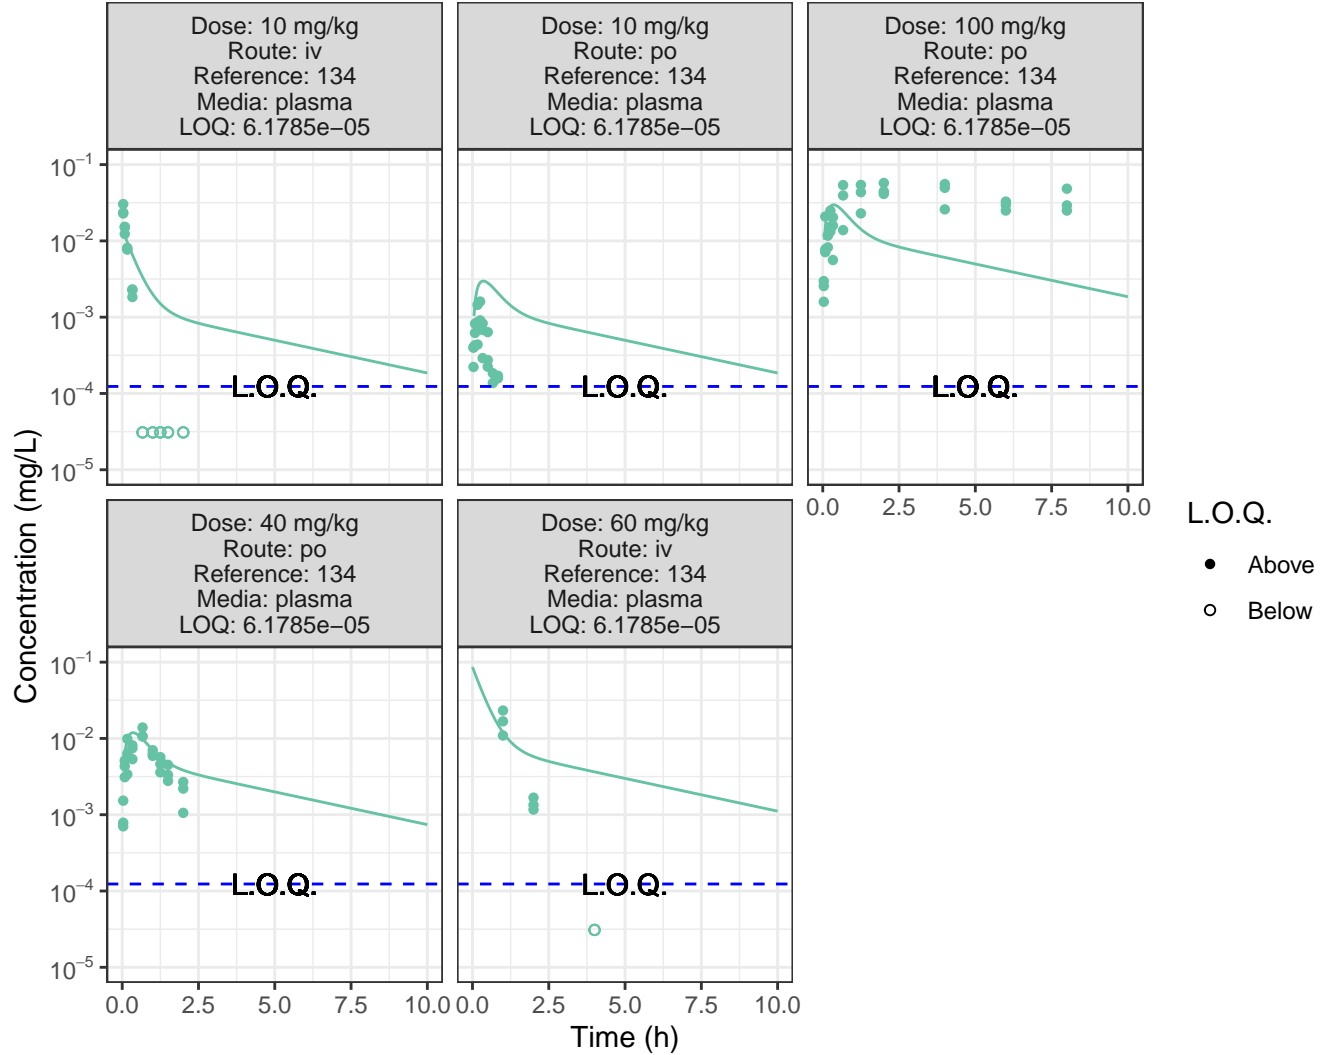 Dose: 10 mg/kg
Route: iv
Reference: 134
Media: plasma
LOQ: 6.1785e−05
Dose: 10 mg/kg
Route: po
Reference: 134
Media: plasma
LOQ: 6.1785e−05
Dose: 100 mg/kg
Route: po
Reference: 134
Media: plasma
LOQ: 6.1785e−05
10⁻¹
10⁻²
10⁻³
10⁻⁴
10⁻⁵
L.O.Q.
L.O.Q.
L.O.Q.
0.0 2.5 5.0 7.5 10.0
Dose: 40 mg/kg
Route: po
Reference: 134
Media: plasma
LOQ: 6.1785e−05
Dose: 60 mg/kg
Route: iv
Reference: 134
Media: plasma
LOQ: 6.1785e−05
10⁻¹
10⁻²
10⁻³
10⁻⁴
10⁻⁵
L.O.Q.
L.O.Q.
0.0 2.5 5.0 7.5 10.0
0.0 2.5 5.0 7.5 10.0
Time (h)
Concentration (mg/L)
L.O.Q.
Above
Below